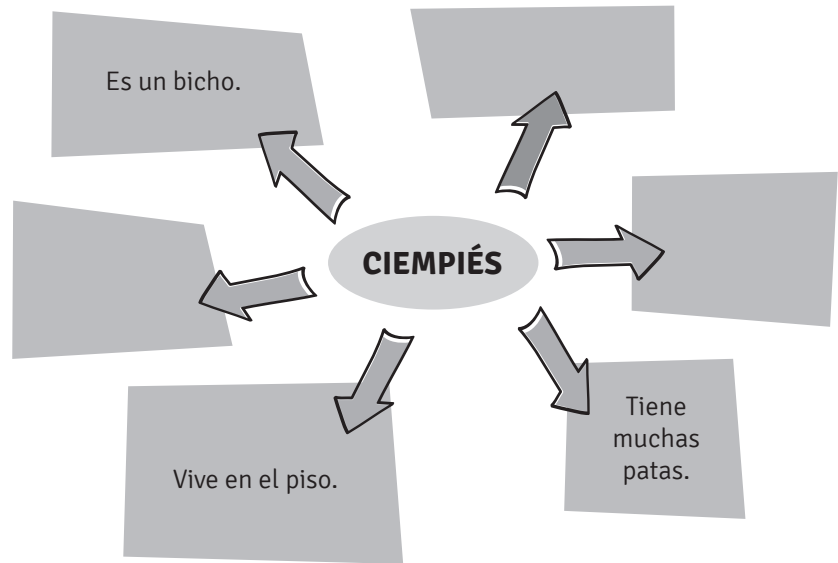 Es un bicho.
CIEMPIÉS
Vive en el piso.
Tiene
muchas
patas.